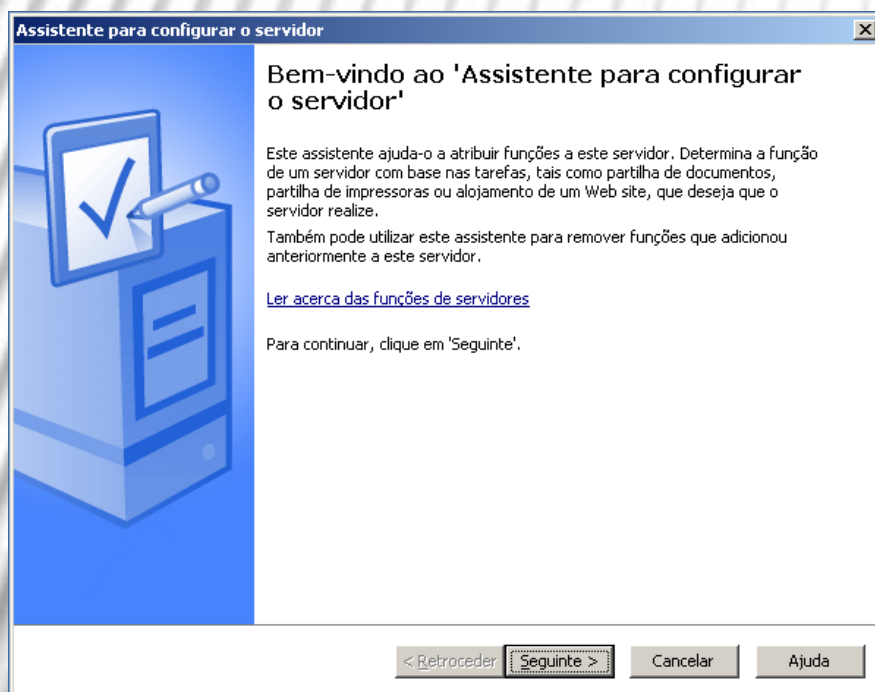 Assistente para configurar o servidor
Bem-vindo ao 'Assistente para configurar
o servidor'
Este assistente ajuda-o a atribuir funções a este servidor. Determina a função
de um servidor com base nas tarefas, tais como partilha de documentos,
partilha de impressoras ou alojamento de um Web site, que deseja que o
servidor realize.
Também pode utilizar este assistente para remover funções que adicionou
anteriormente a este servidor.
Ler acerca das funções de servidores
Para continuar, clique em 'Seguinte'.
< Retroceder Seguinte > Cancelar Ajuda